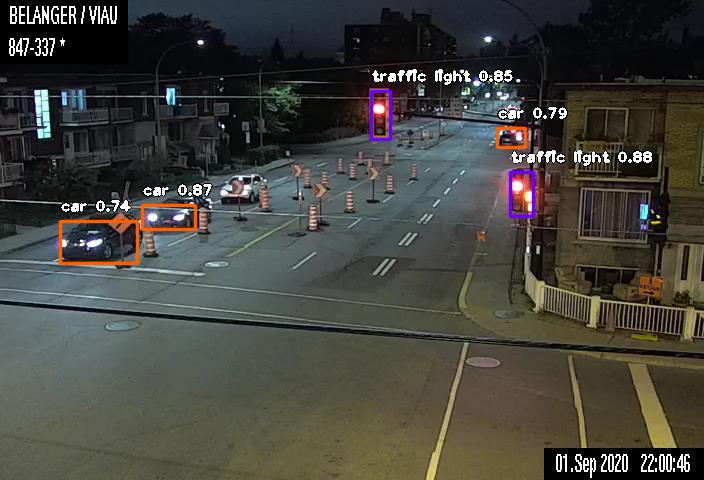 BELANGER / VIAU
847-337 *
traffic light 0.85
car 0.79
traffic light 0.88
car 0.87
car 0.74
01.Sep 2020 22:00:46